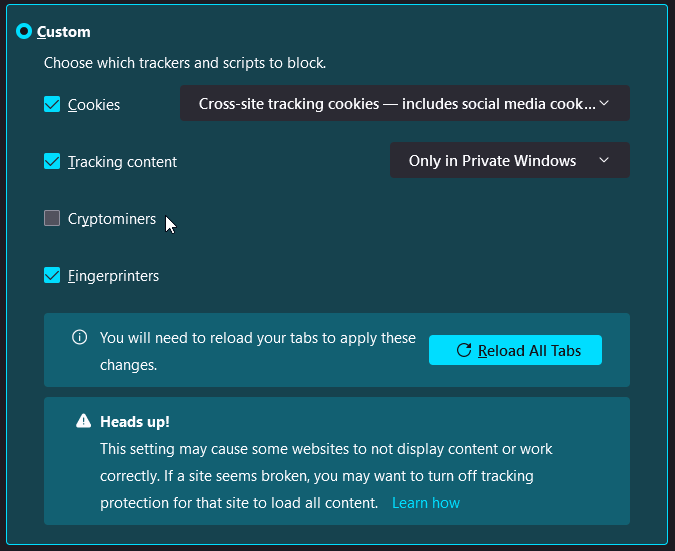 Custom
Choose which trackers and scripts to block.
Cookies
Cross-site tracking cookies — includes social media cook...
Tracking content
Only in Private Windows
Cryptominers
Fingerprinters
You will need to reload your tabs to apply these
changes.
Reload All Tabs
Heads up!
This setting may cause some websites to not display content or work
correctly. If a site seems broken, you may want to turn off tracking
protection for that site to load all content. Learn how